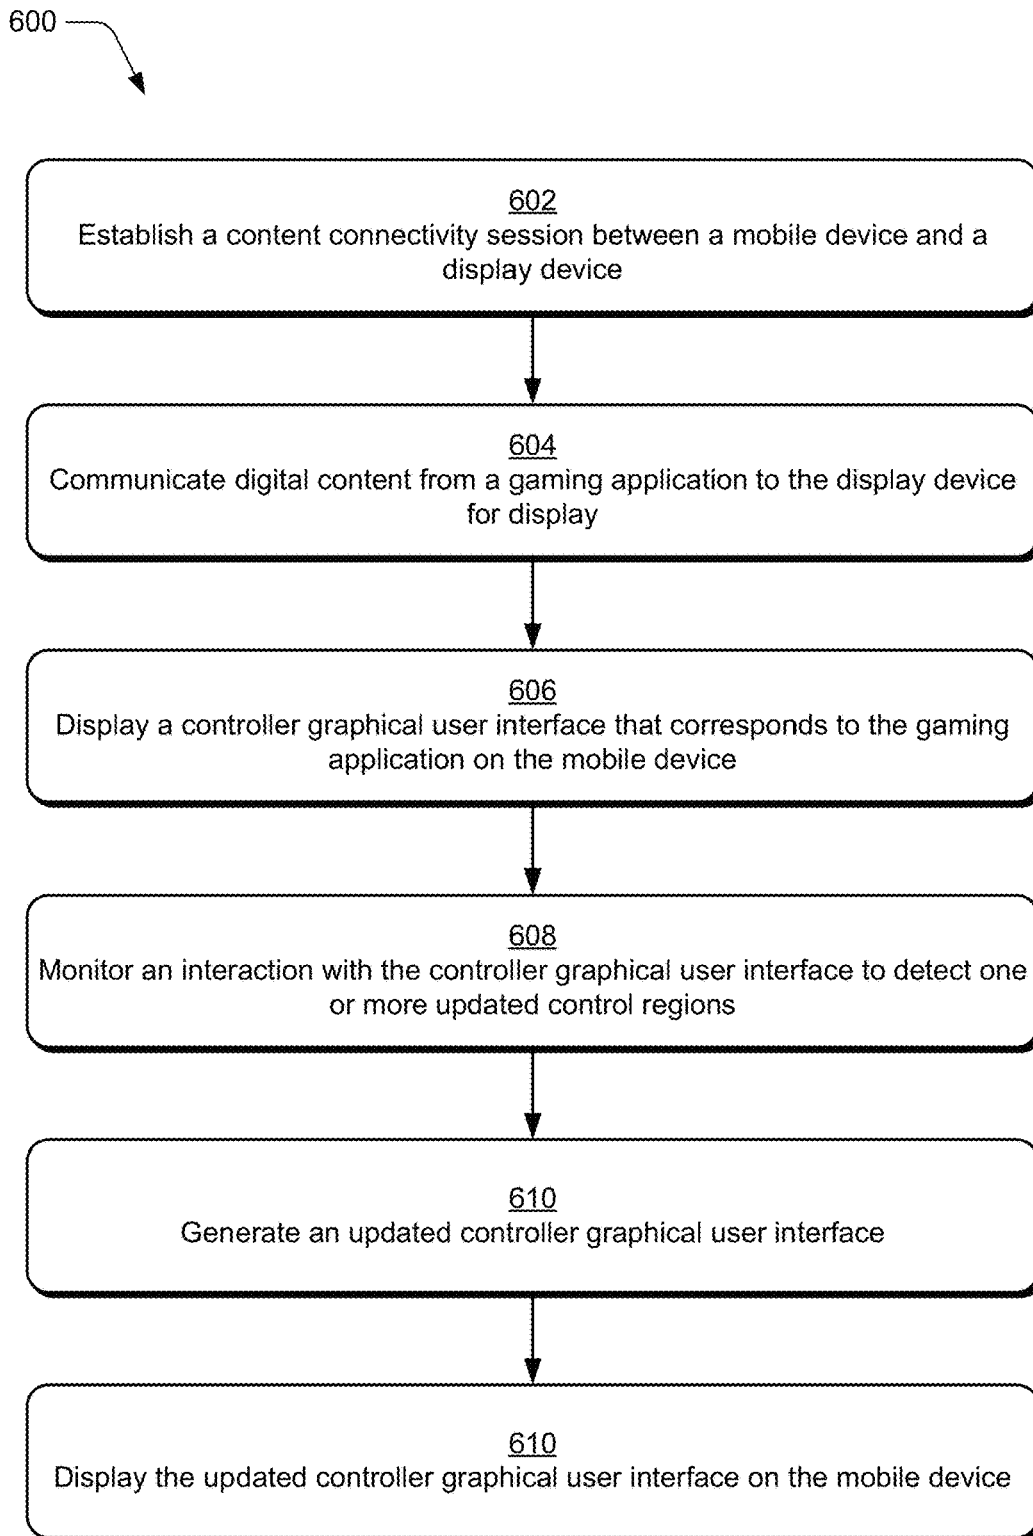 600
602
Establish a content connectivity session between a mobile device and a
display device
604
Communicate digital content from a gaming application to the display device
for display
606
Display a controller graphical user interface that corresponds to the gaming
application on the mobile device
608
Monitor an interaction with the controller graphical user interface to detect one
or more updated control regions
610
Generate an updated controller graphical user interface
610
Display the updated controller graphical user interface on the mobile device